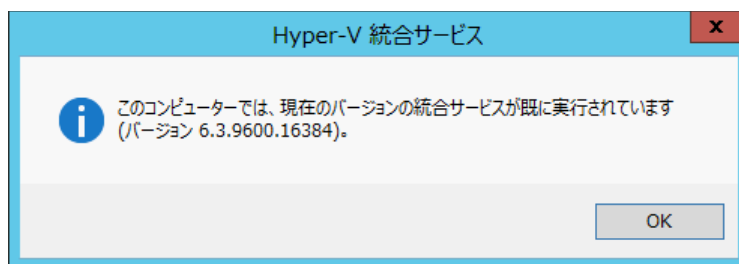 Hyper-V 統合サービス
x
このコンピューターでは、現在のバージョンの統合サービスが既に実行されています
(バージョン 6.3.9600.16384)。
OK